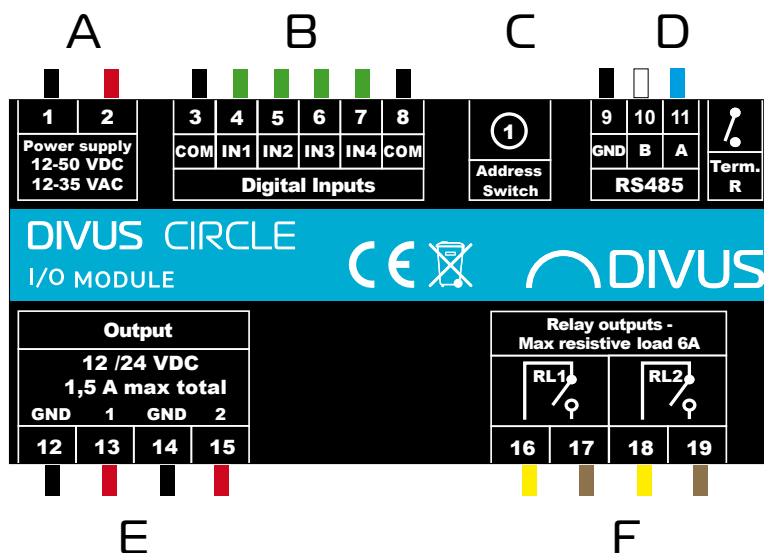 A B C D
1 2 3 4 5 6 7 8 1 9 10 11
Power supply
12-50 VDC
12-35 VAC
COM IN1 IN2 IN3 IN4 COM
Digital Inputs
Address
Switch
GND B A
RS485
Term.
R
DIVUS CIRCLE
I/O MODULE
CE
DIVUS
Output
12 /24 VDC
1,5 A max total
GND 1 GND 2
12 13 14 15
Relay outputs -
Max resistive load 6A
RL1 RL2
16 17 18 19
E F